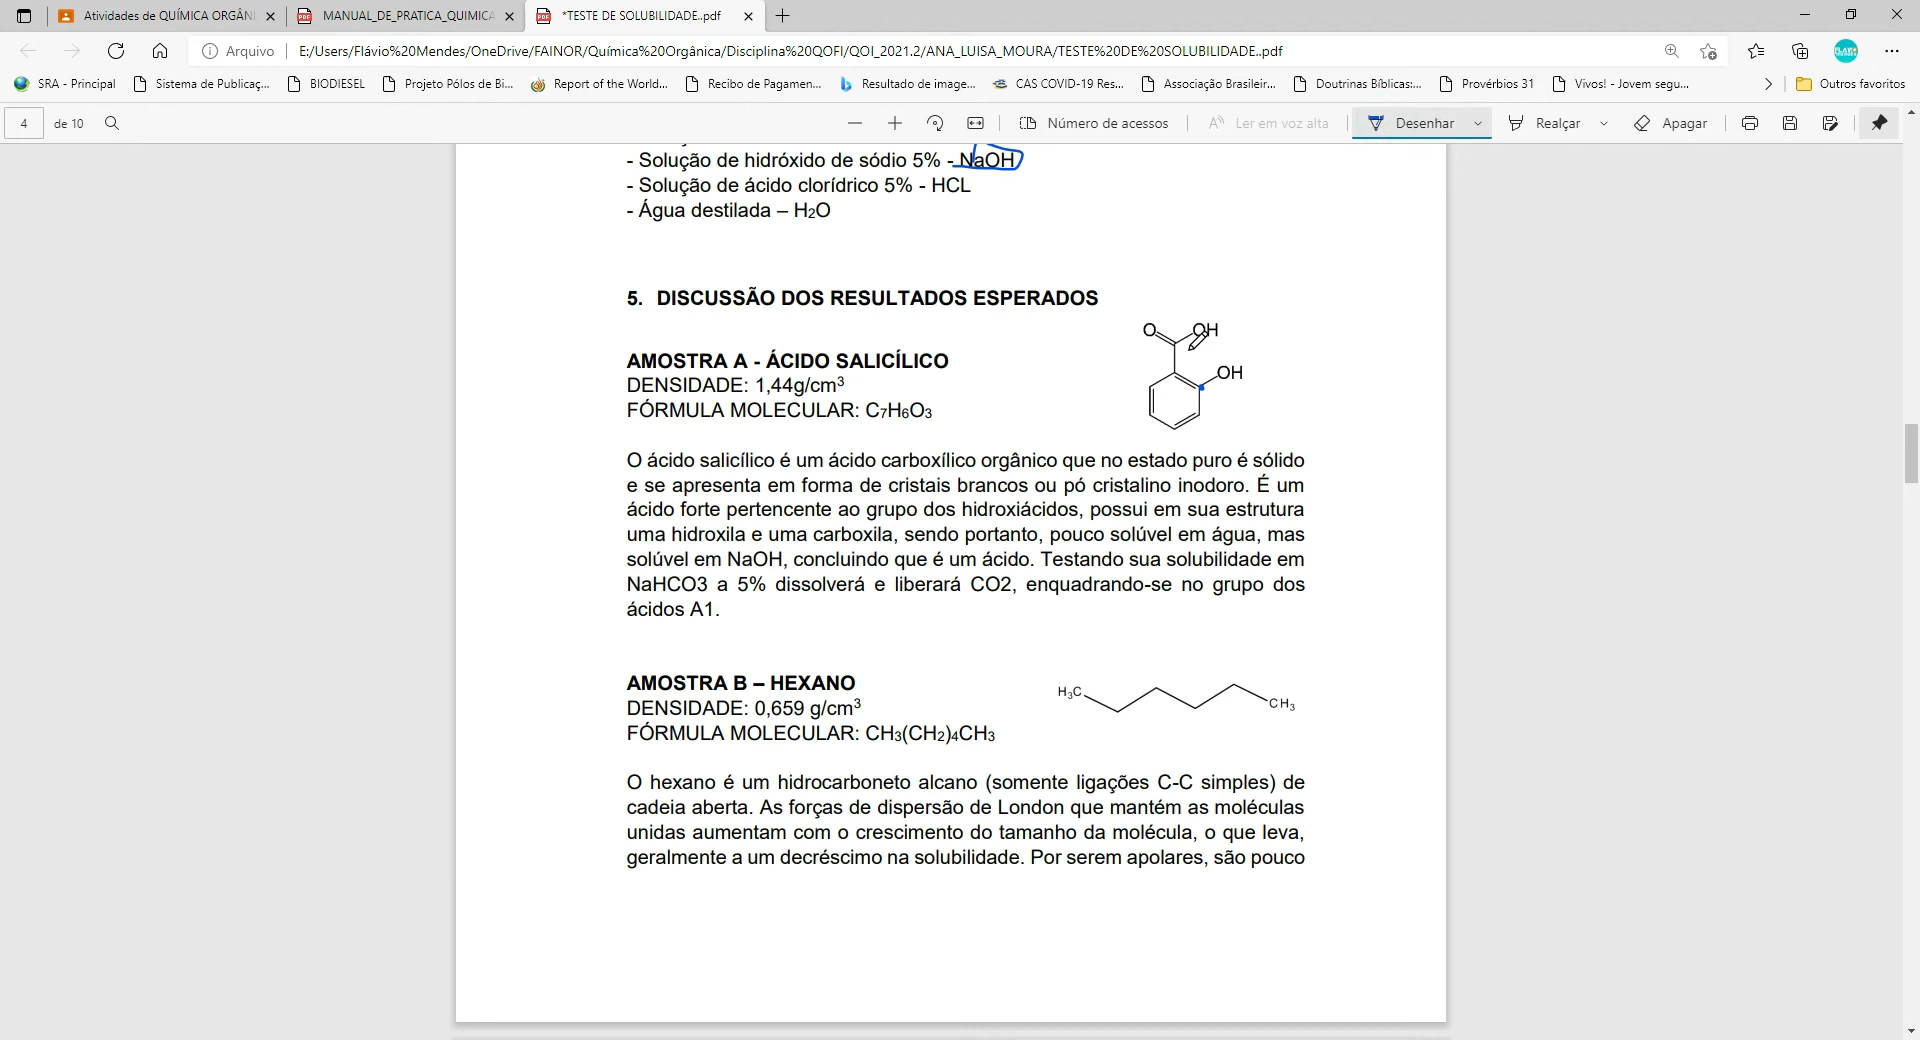 Atividades de QUÍMICA ORGÂNI
MANUAL_DE_PRATICA_QUIMICA
*TESTE DE SOLUBILIDADE..pdf
Arquivo
E:/Users/Flávio%20Mendes/OneDrive/FAINOR/Química%20Orgânica/Disciplina%20QOFI/QOI_2021.2/ANA_LUISA_MOURA/TESTE%20DE%20SOLUBILIDADE..pdf
SRA - Principal
Sistema de Publicaç...
BIODIESEL
Projeto Pólos de Bi...
Report of the World...
Recibo de Pagamen...
Resultado de image...
CAS COVID-19 Res...
Associação Brasileir...
Doutrinas Bíblicas:...
Provérbios 31
Vivos! - Jovem segu...
Outros favoritos
4 de 10
Número de acessos
Ler em voz alta
Desenhar
Realçar
Apagar
- Solução de hidróxido de sódio 5% - NaOH
- Solução de ácido clorídrico 5% - HCL
- Água destilada – H2O
5. DISCUSSÃO DOS RESULTADOS ESPERADOS
O OH
OH
AMOSTRA A - ÁCIDO SALICÍLICO
DENSIDADE: 1,44g/cm³
FÓRMULA MOLECULAR: C7H6O3
O ácido salicílico é um ácido carboxílico orgânico que no estado puro é sólido
e se apresenta em forma de cristais brancos ou pó cristalino inodoro. É um
ácido forte pertencente ao grupo dos hidroxiácidos, possui em sua estrutura
uma hidroxila e uma carboxila, sendo portanto, pouco solúvel em água, mas
solúvel em NaOH, concluindo que é um ácido. Testando sua solubilidade em
NaHCO3 a 5% dissolverá e liberará CO2, enquadrando-se no grupo dos
ácidos A1.
AMOSTRA B – HEXANO
H3C
CH3
DENSIDADE: 0,659 g/cm³
FÓRMULA MOLECULAR: CH3(CH2)4CH3
O hexano é um hidrocarboneto alcano (somente ligações C-C simples) de
cadeia aberta. As forças de dispersão de London que mantém as moléculas
unidas aumentam com o crescimento do tamanho da molécula, o que leva,
geralmente a um decréscimo na solubilidade. Por serem apolares, são pouco